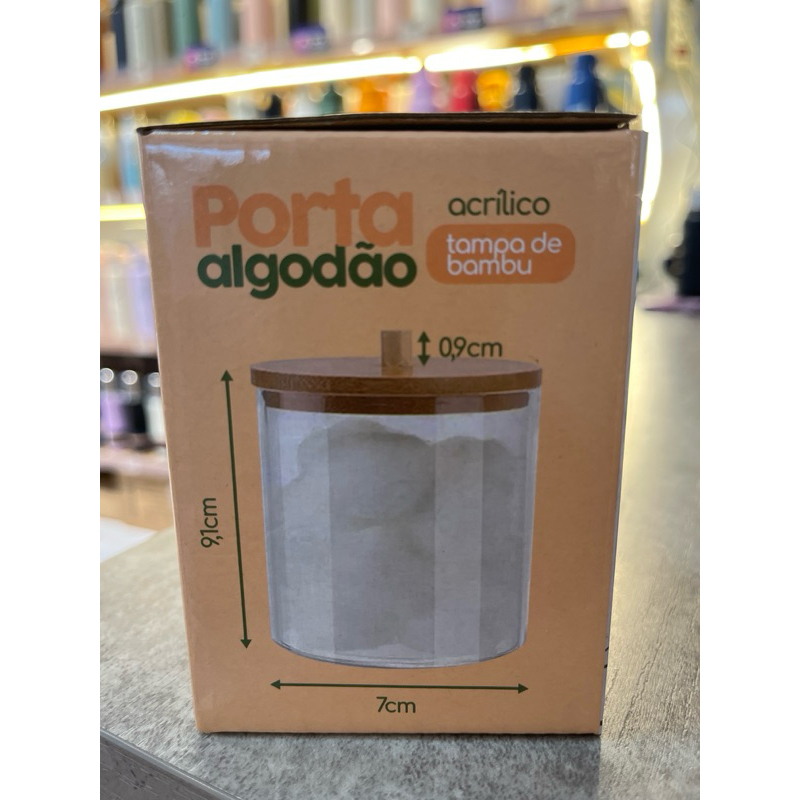 Porta
algodão
acrílico
tampa de
bambu
0,9cm
9,1cm
7cm